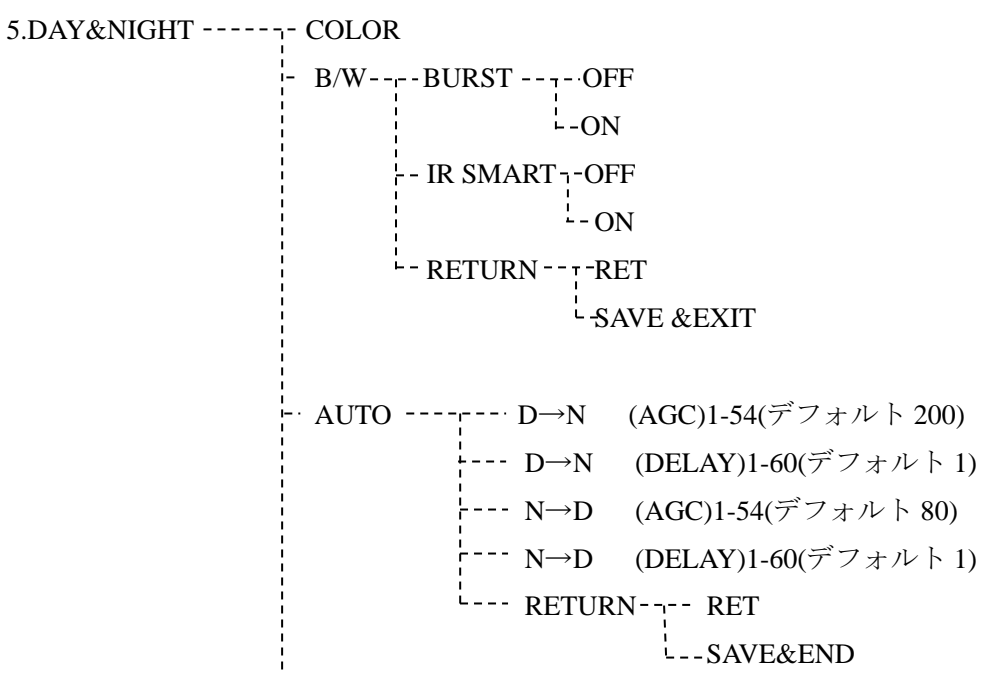 5.DAY&NIGHT COLOR
B/W BURST OFF
ON
IR SMART OFF
ON
RETURN RET
SAVE &EXIT
AUTO D→N (AGC)1-54(デフォルト 200)
D→N (DELAY)1-60(デフォルト 1)
N→D (AGC)1-54(デフォルト 80)
N→D (DELAY)1-60(デフォルト 1)
RETURN RET
SAVE&END